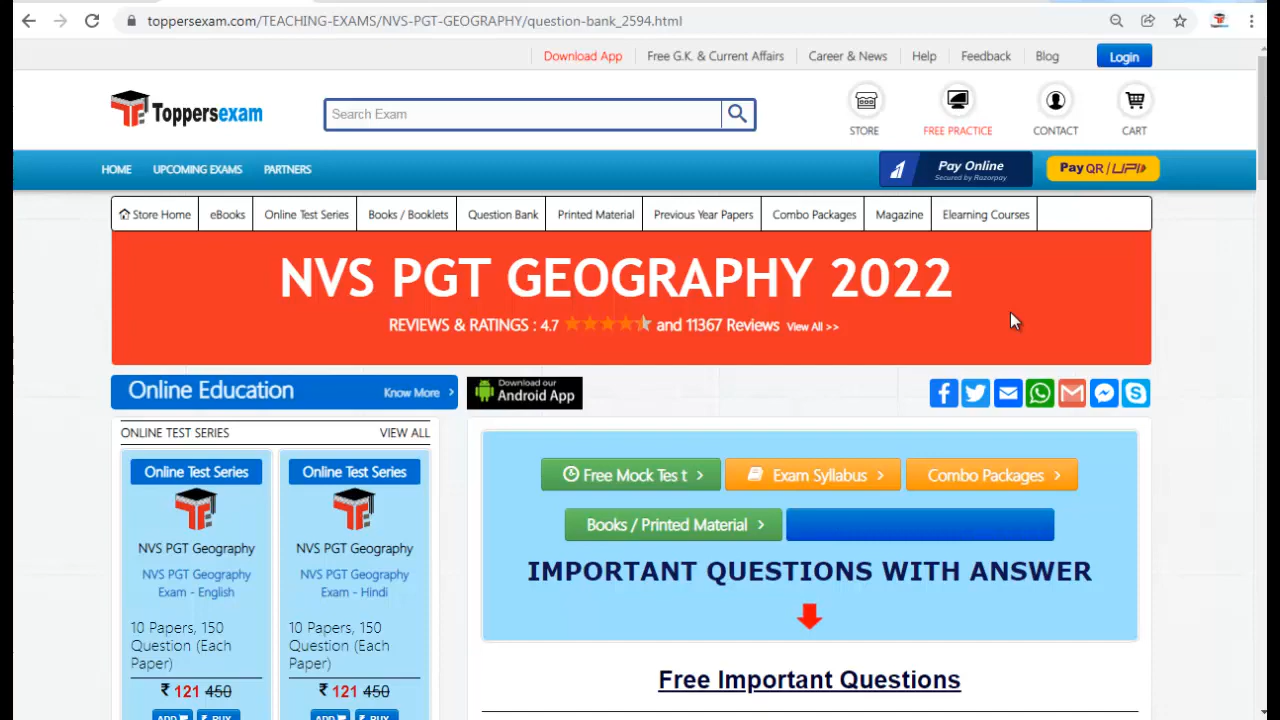 toppersexam.com/TEACHING-EXAMS/NVS-PGT-GEOGRAPHY/question-bank_2594.html
Download App Free G.K. & Current Affairs Career & News Help Feedback Blog Login
Toppersexam
Search Exam
STORE FREE PRACTICE CONTACT CART
HOME UPCOMING EXAMS PARTNERS
Pay Online
Secured by Razorpay
Pay QR / UPI
Store Home eBooks Online Test Series Books / Booklets Question Bank Printed Material Previous Year Papers Combo Packages Magazine Elearning Courses
NVS PGT GEOGRAPHY 2022
REVIEWS & RATINGS : 4.7 and 11367 Reviews View All >>
Online Education Know More
Download our
Android App
ONLINE TEST SERIES VIEW ALL
Online Test Series
NVS PGT Geography
NVS PGT Geography
Exam - English
10 Papers, 150
Question (Each
Paper)
₹ 121 450
ADD BUY
Online Test Series
NVS PGT Geography
NVS PGT Geography
Exam - Hindi
10 Papers, 150
Question (Each
Paper)
₹ 121 450
ADD BUY
Free Mock Tes t Exam Syllabus Combo Packages
Books / Printed Material
IMPORTANT QUESTIONS WITH ANSWER
Free Important Questions